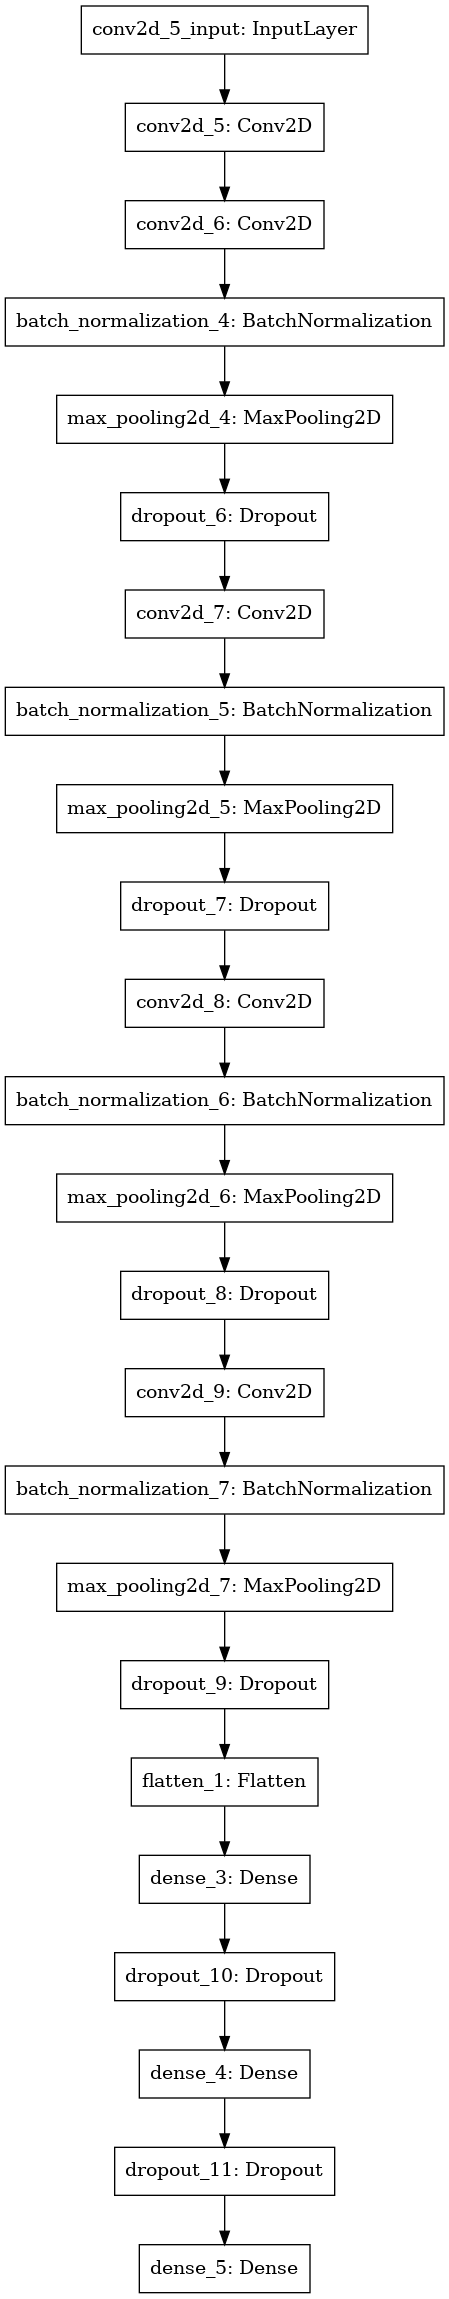 conv2d_5_input: InputLayer
conv2d_5: Conv2D
conv2d_6: Conv2D
batch_normalization_4: BatchNormalization
max_pooling2d_4: MaxPooling2D
dropout_6: Dropout
conv2d_7: Conv2D
batch_normalization_5: BatchNormalization
max_pooling2d_5: MaxPooling2D
dropout_7: Dropout
conv2d_8: Conv2D
batch_normalization_6: BatchNormalization
max_pooling2d_6: MaxPooling2D
dropout_8: Dropout
conv2d_9: Conv2D
batch_normalization_7: BatchNormalization
max_pooling2d_7: MaxPooling2D
dropout_9: Dropout
flatten_1: Flatten
dense_3: Dense
dropout_10: Dropout
dense_4: Dense
dropout_11: Dropout
dense_5: Dense